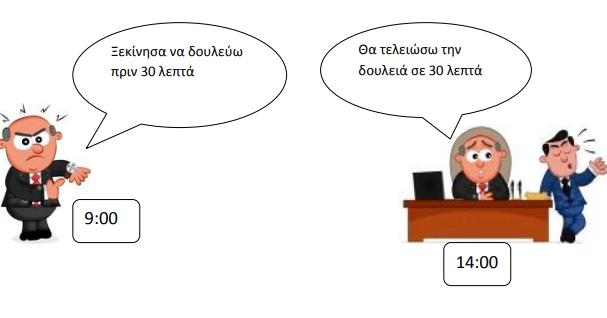 Ξεκίνησα να δουλεύω
πριν 30 λεπτά
Θα τελειώσω την
δουλειά σε 30 λεπτά
9:00
14:00